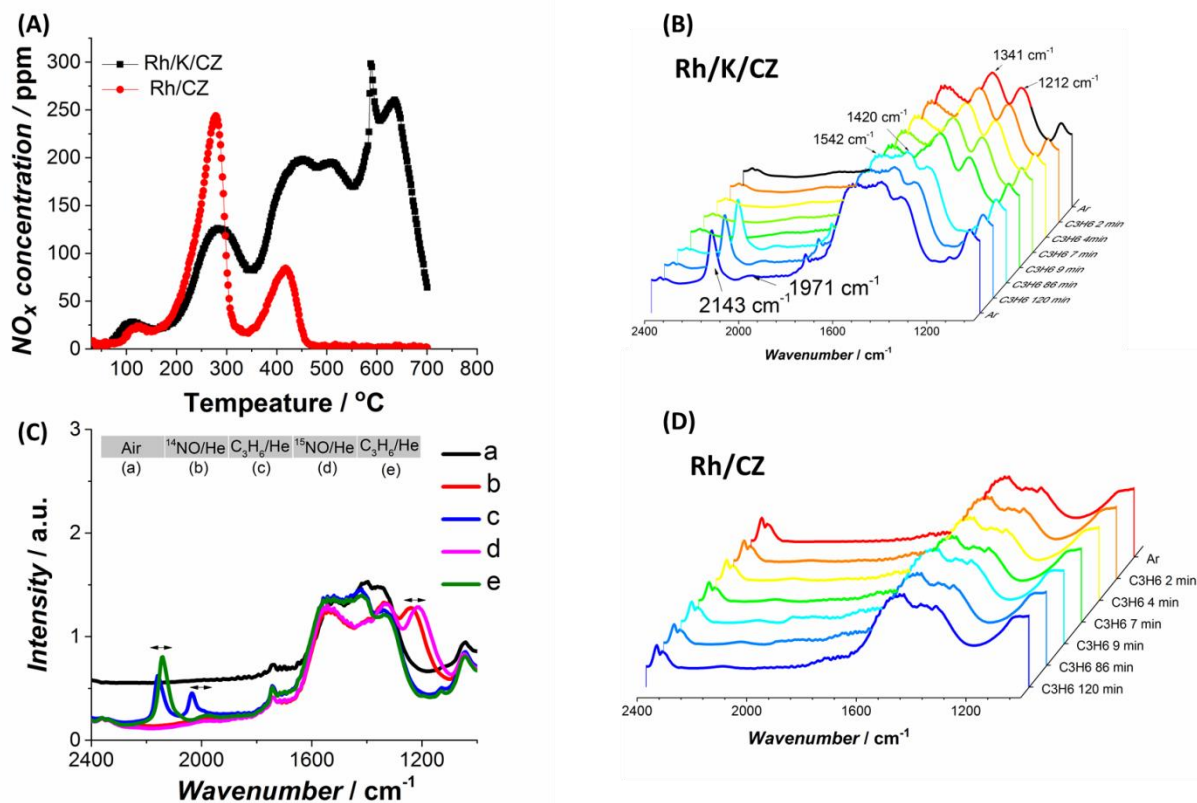 (A)
NOx concentration / ppm
300
250
200
150
100
50
0
Rh/K/CZ
Rh/CZ
100 200 300 400 500 600 700 800
Tempeature / °C
(B)
Rh/K/CZ
1341 cm-1
1212 cm-1
1420 cm-1
1542 cm-1
2143 cm-1
1971 cm-1
Ar
C3H6 2 min
C3H6 4min
C3H6 7 min
C3H6 9 min
C3H6 86 min
C3H6 120 min
Ar
2400 2000 1600 1200
Wavenumber / cm-1
(C)
Air 14NO/He C3H6/He 15NO/He C3H6/He
(a) (b) (c) (d) (e)
a
b
c
d
e
Intensity / a.u.
3
2
1
0
2400 2000 1600 1200
Wavenumber / cm-1
(D)
Rh/CZ
Ar
C3H6 2 min
C3H6 4 min
C3H6 7 min
C3H6 9 min
C3H6 86 min
C3H6 120 min
2400 2000 1600 1200
Wavenumber / cm-1